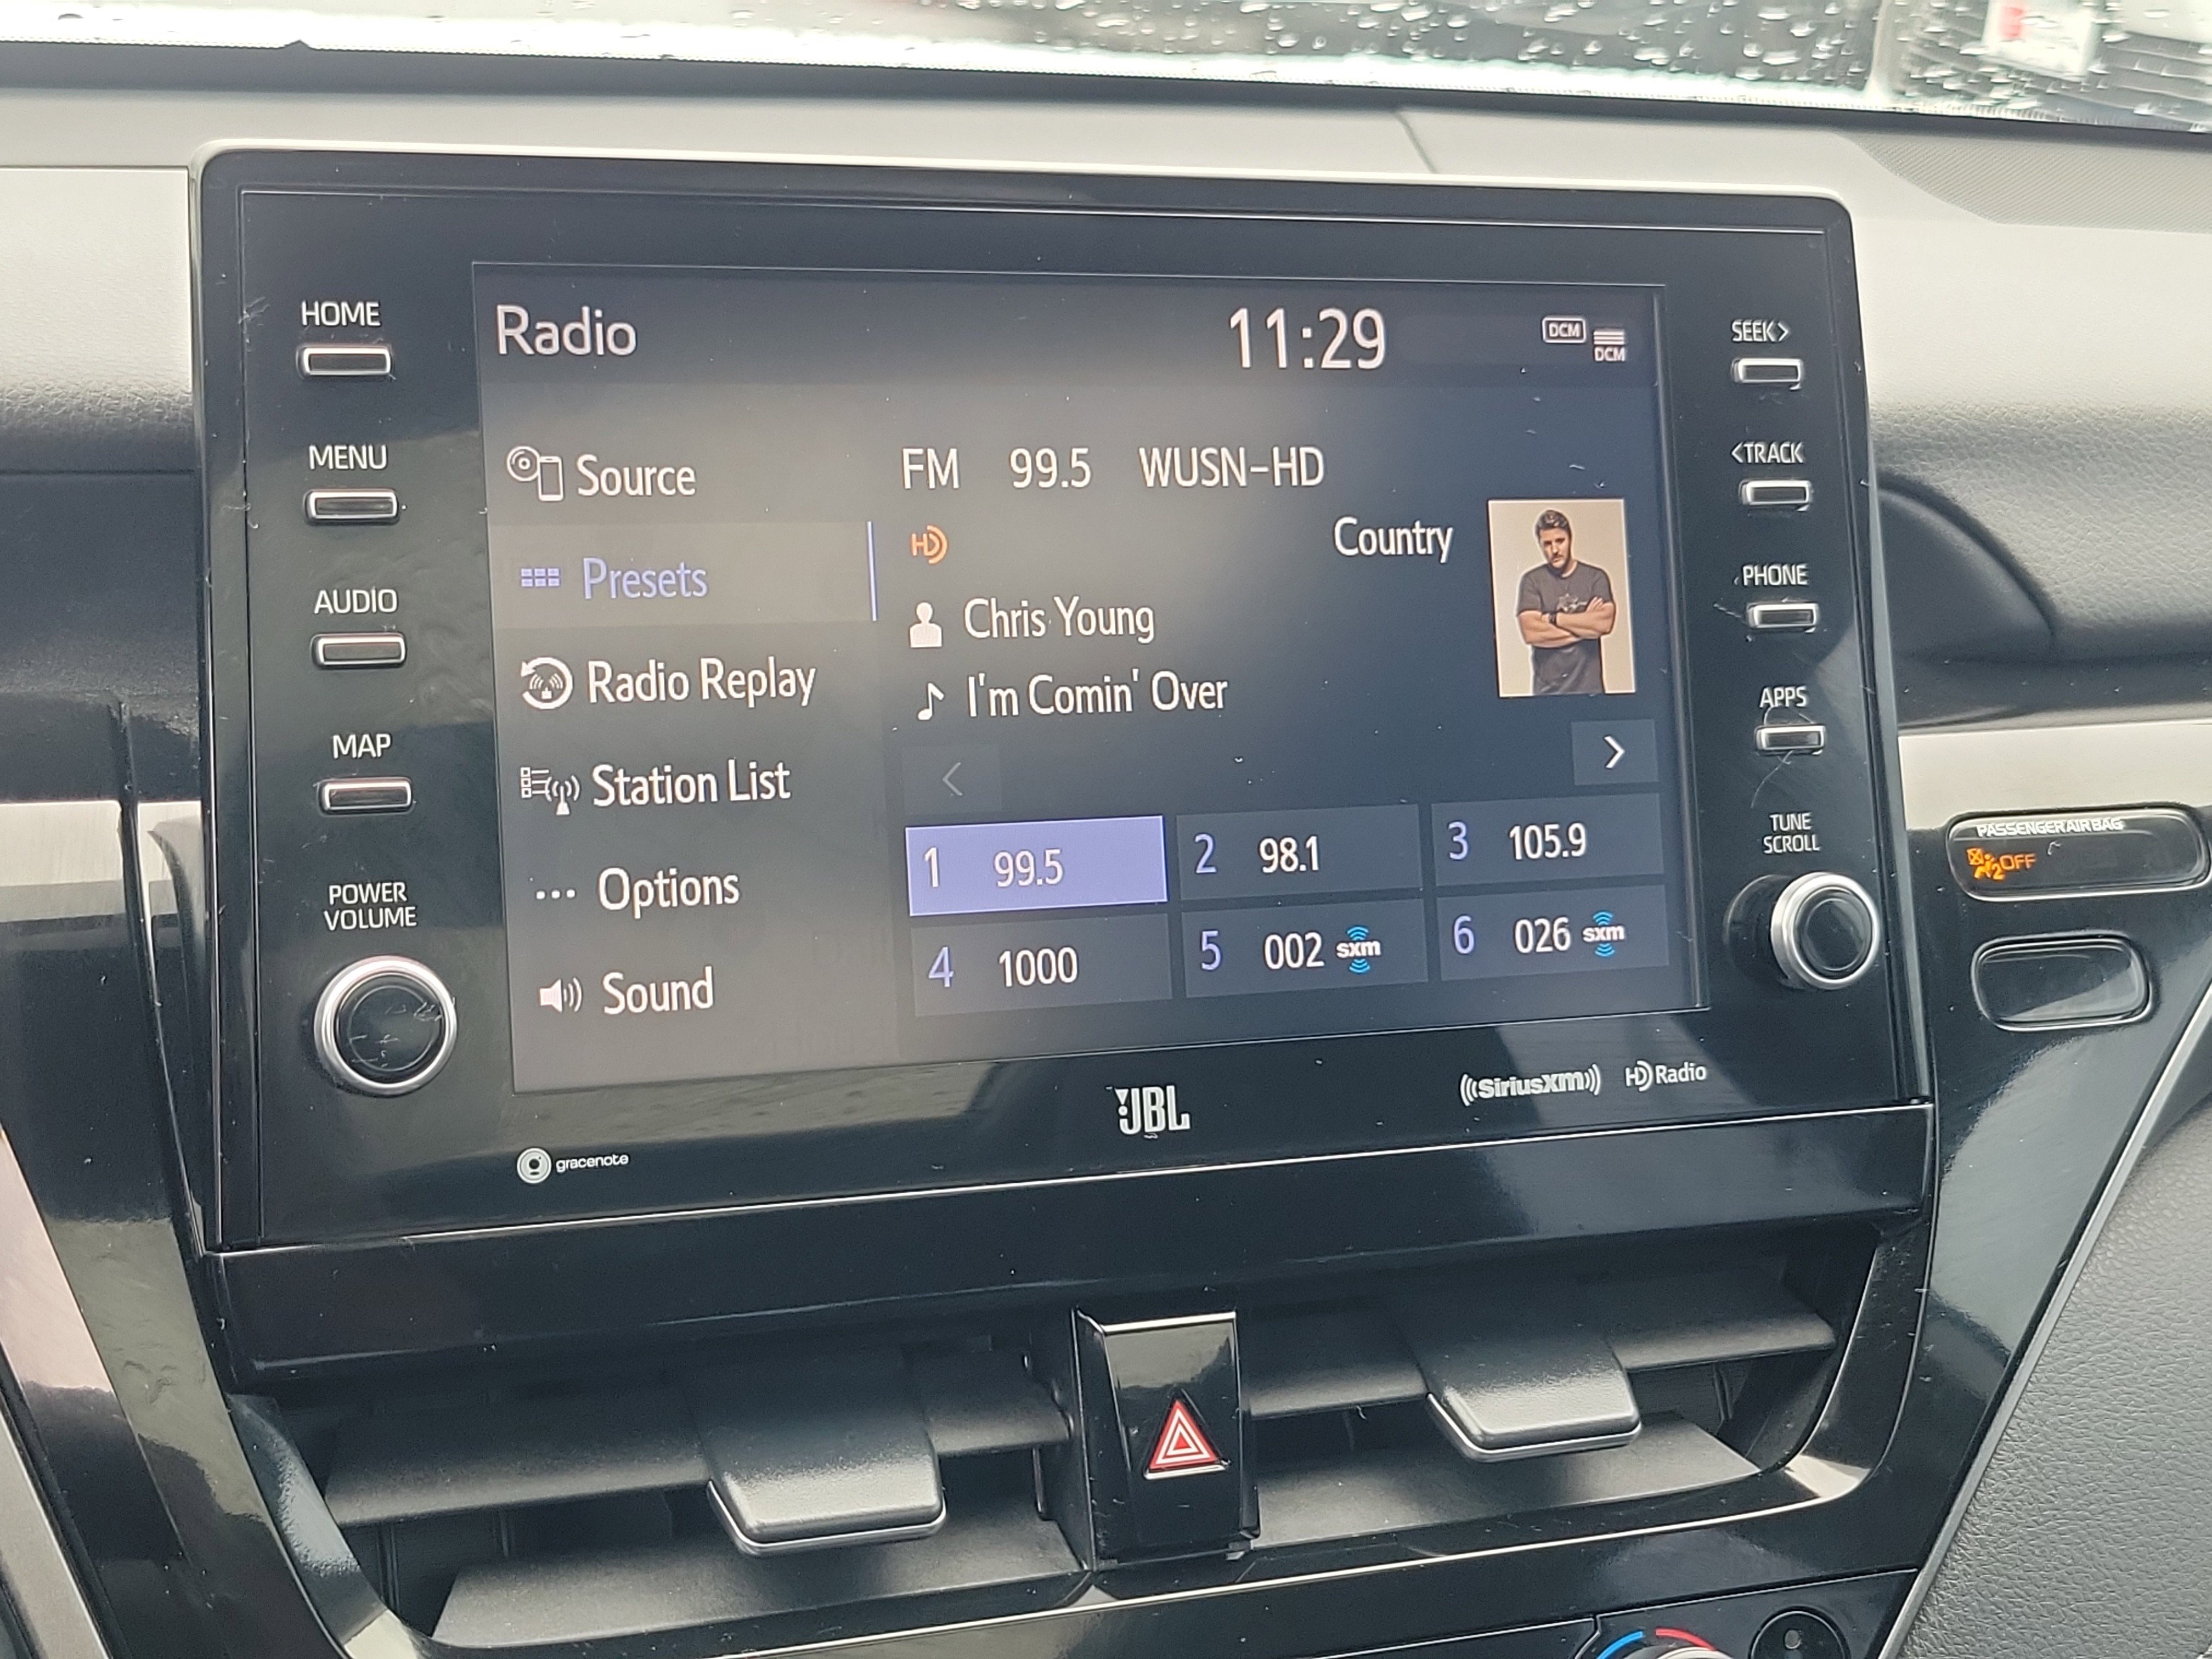 HOME
MENU
AUDIO
MAP
POWER
VOLUME
Radio
11:29
DCM
DCM
Source
Presets
Radio Replay
Station List
Options
Sound
FM 99.5 WUSN-HD
HD
Country
Chris Young
I'm Comin' Over
1 99.5
2 98.1
3 105.9
4 1000
5 002 sxm
6 026 sxm
SEEK>
<TRACK
PHONE
APPS
TUNE
SCROLL
PASSENGER AIR BAG
2 OFF
gracenote
JBL
((SiriusXM))
HD Radio